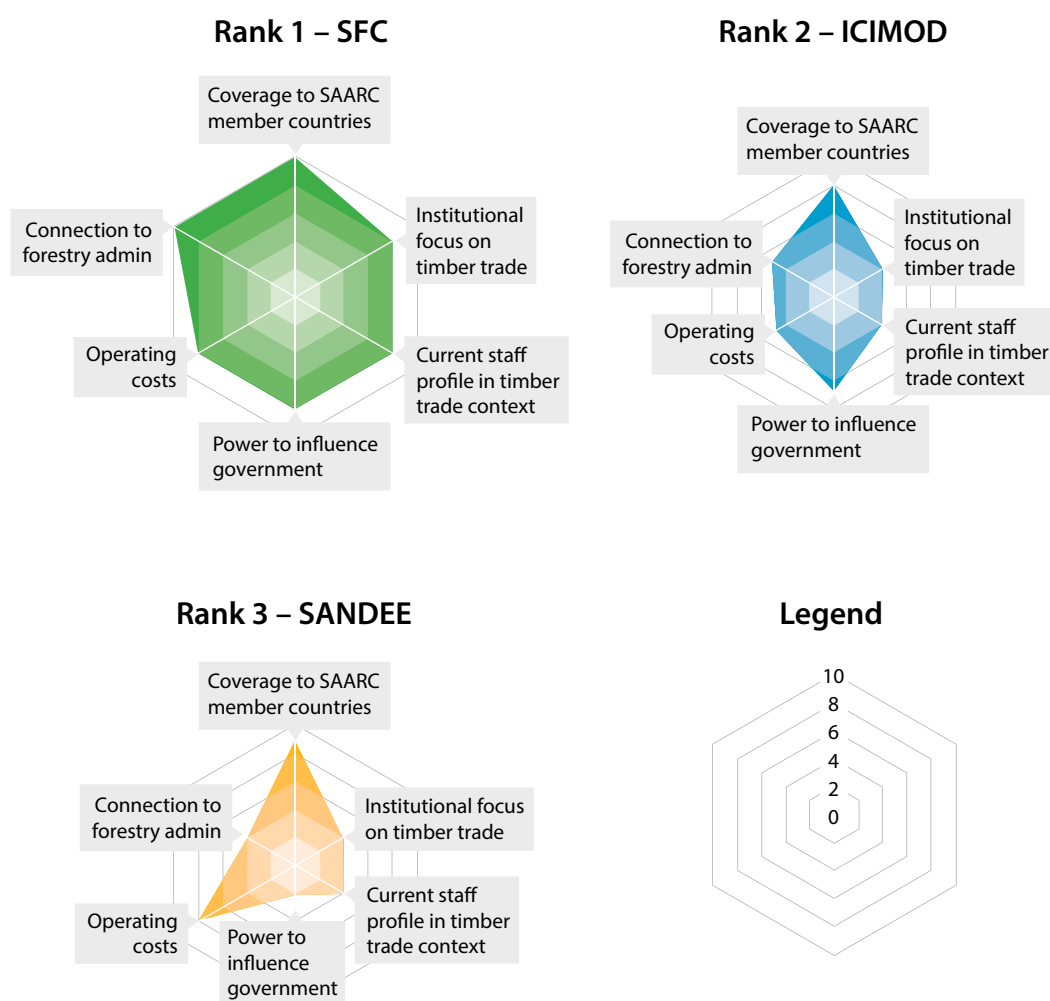 Rank 1 – SFC
Coverage to SAARC
member countries
Connection to
forestry admin
Institutional
focus on
timber trade
Operating
costs
Current staff
profile in timber
trade context
Power to influence
government
Rank 2 – ICIMOD
Coverage to SAARC
member countries
Connection to
forestry admin
Institutional
focus on
timber trade
Operating
costs
Current staff
profile in timber
trade context
Power to influence
government
Rank 3 – SANDEE
Coverage to SAARC
member countries
Connection to
forestry admin
Institutional focus
on timber trade
Operating
costs
Current staff
profile in timber
trade context
Power to
influence
government
Legend
10
8
6
4
2
0